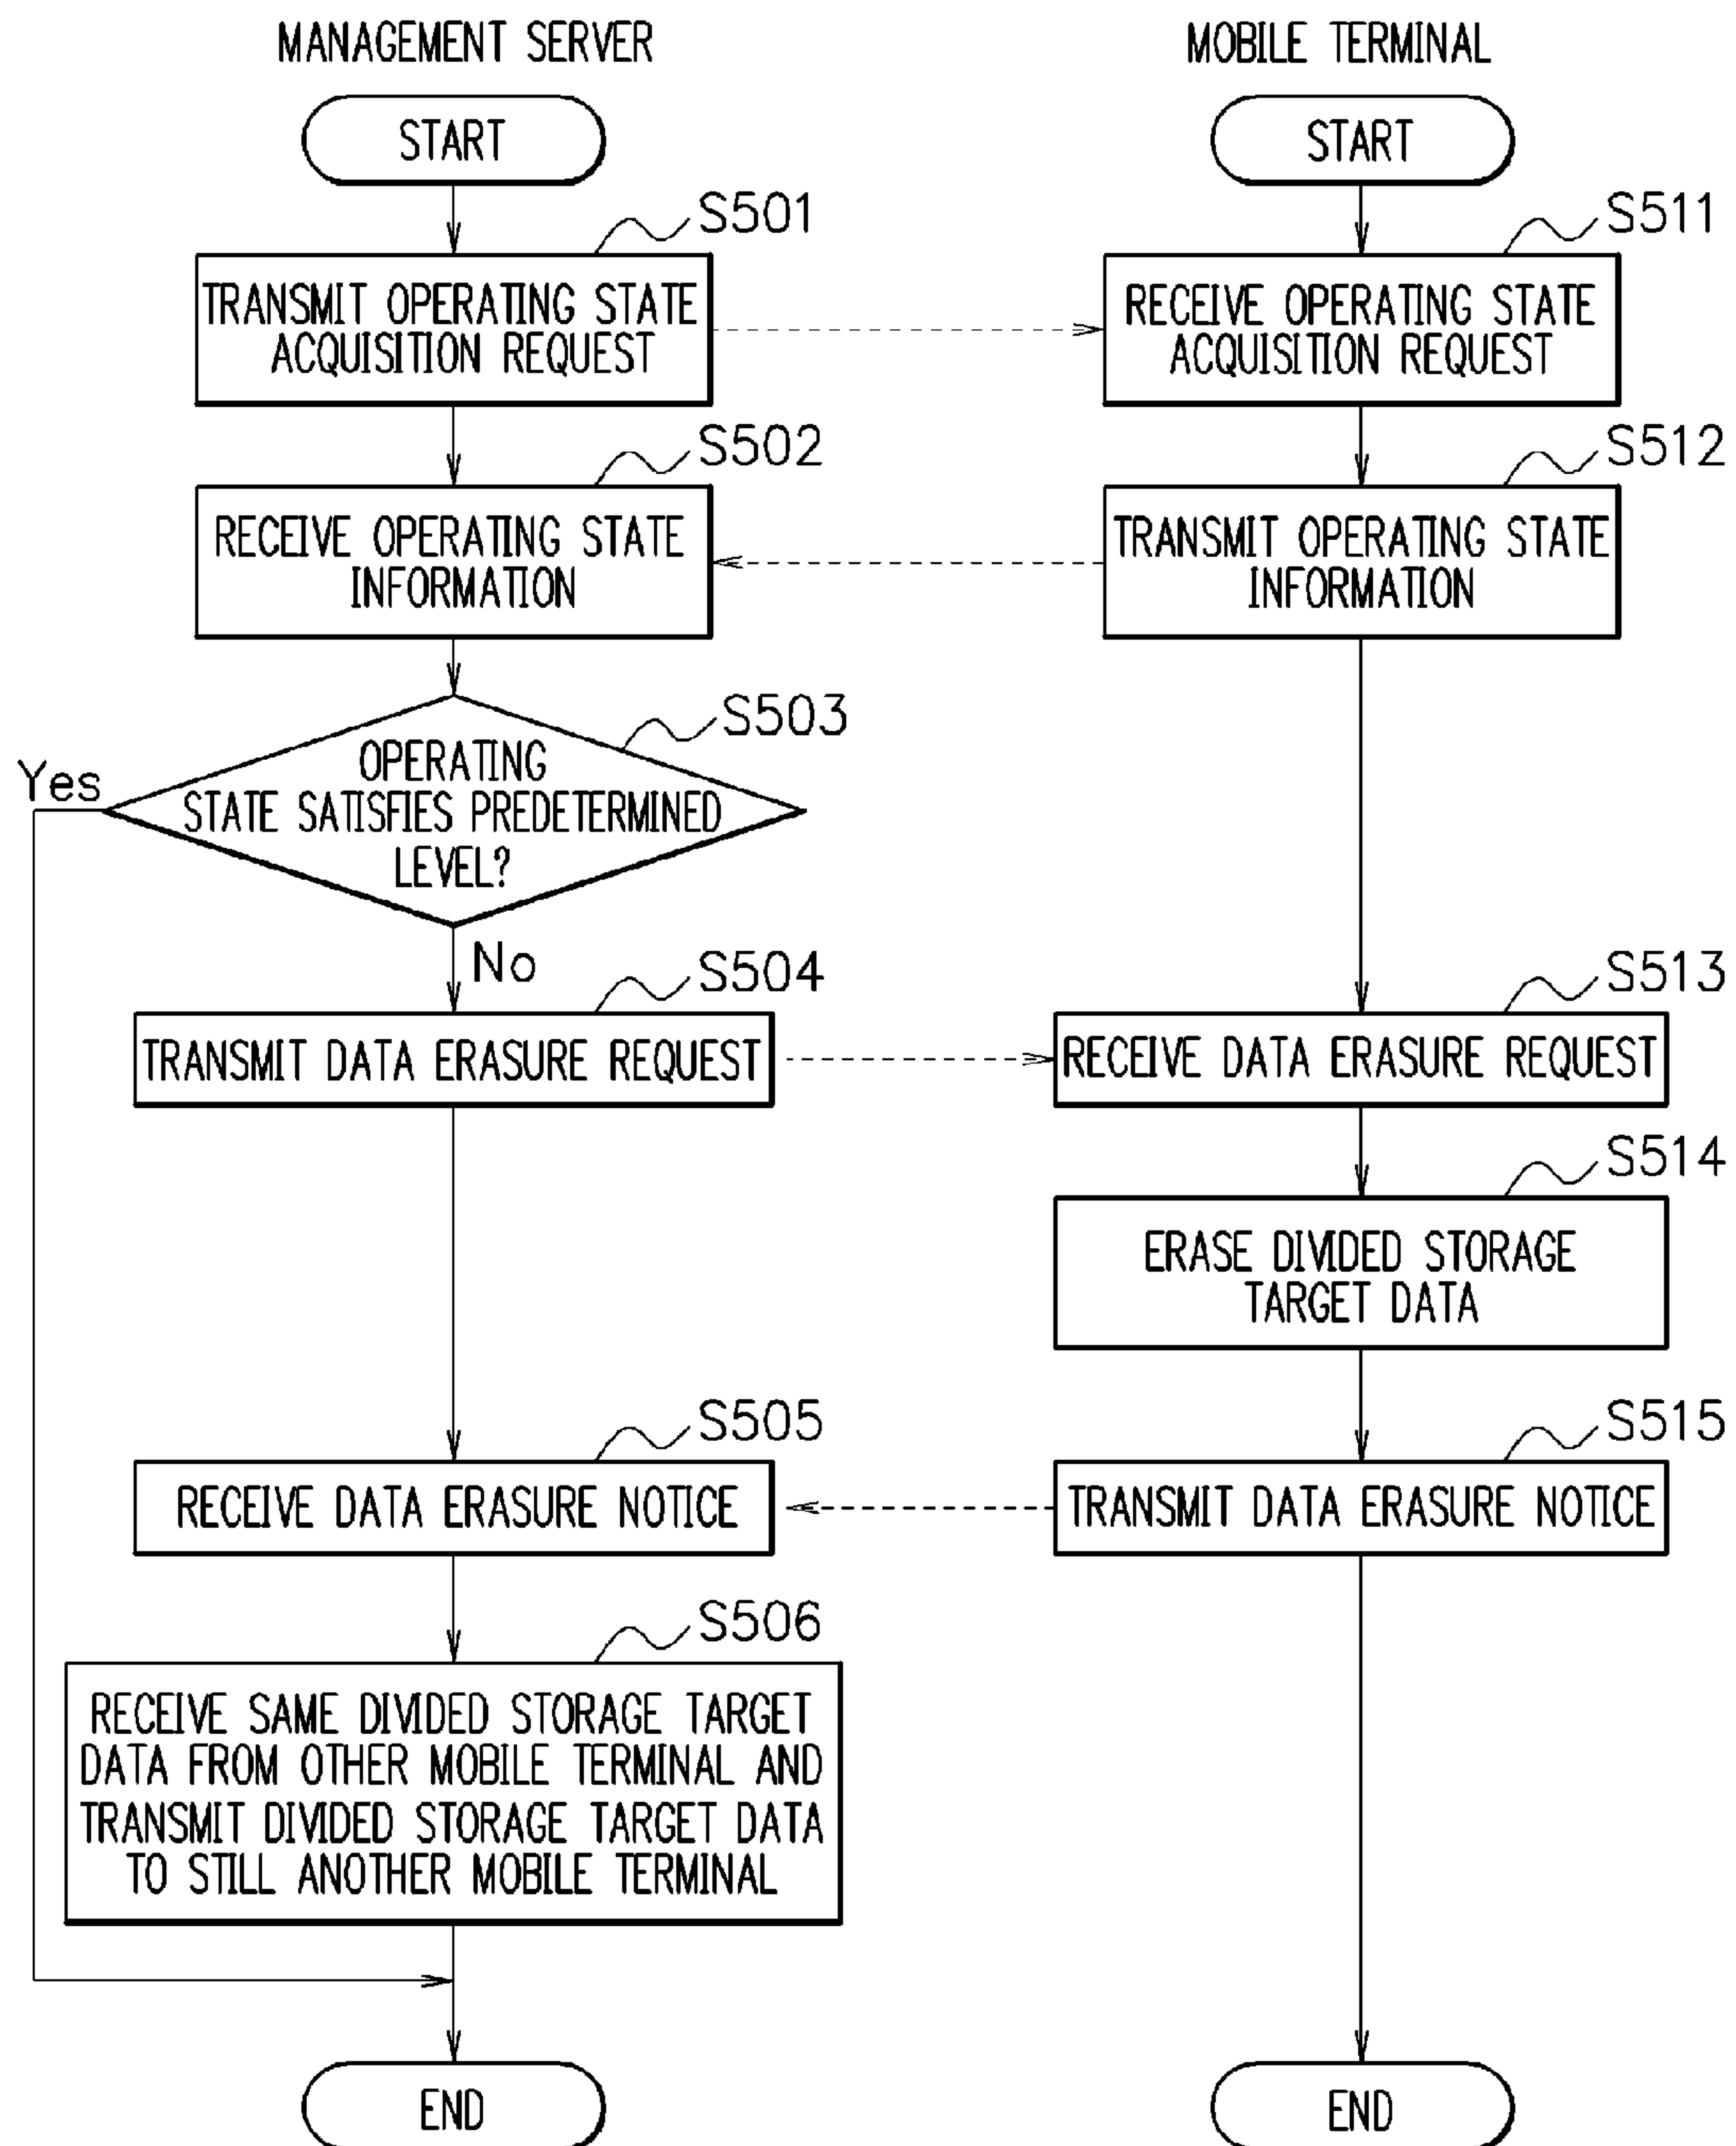 MANAGEMENT SERVER
MOBILE TERMINAL
START
START
S501
S511
TRANSMIT OPERATING STATE
ACQUISITION REQUEST
RECEIVE OPERATING STATE
ACQUISITION REQUEST
S502
S512
RECEIVE OPERATING STATE
INFORMATION
TRANSMIT OPERATING STATE
INFORMATION
S503
OPERATING
STATE SATISFIES PREDETERMINED
LEVEL?
Yes
No
S504
S513
TRANSMIT DATA ERASURE REQUEST
RECEIVE DATA ERASURE REQUEST
S514
ERASE DIVIDED STORAGE
TARGET DATA
S505
S515
RECEIVE DATA ERASURE NOTICE
TRANSMIT DATA ERASURE NOTICE
S506
RECEIVE SAME DIVIDED STORAGE TARGET
DATA FROM OTHER MOBILE TERMINAL AND
TRANSMIT DIVIDED STORAGE TARGET DATA
TO STILL ANOTHER MOBILE TERMINAL
END
END